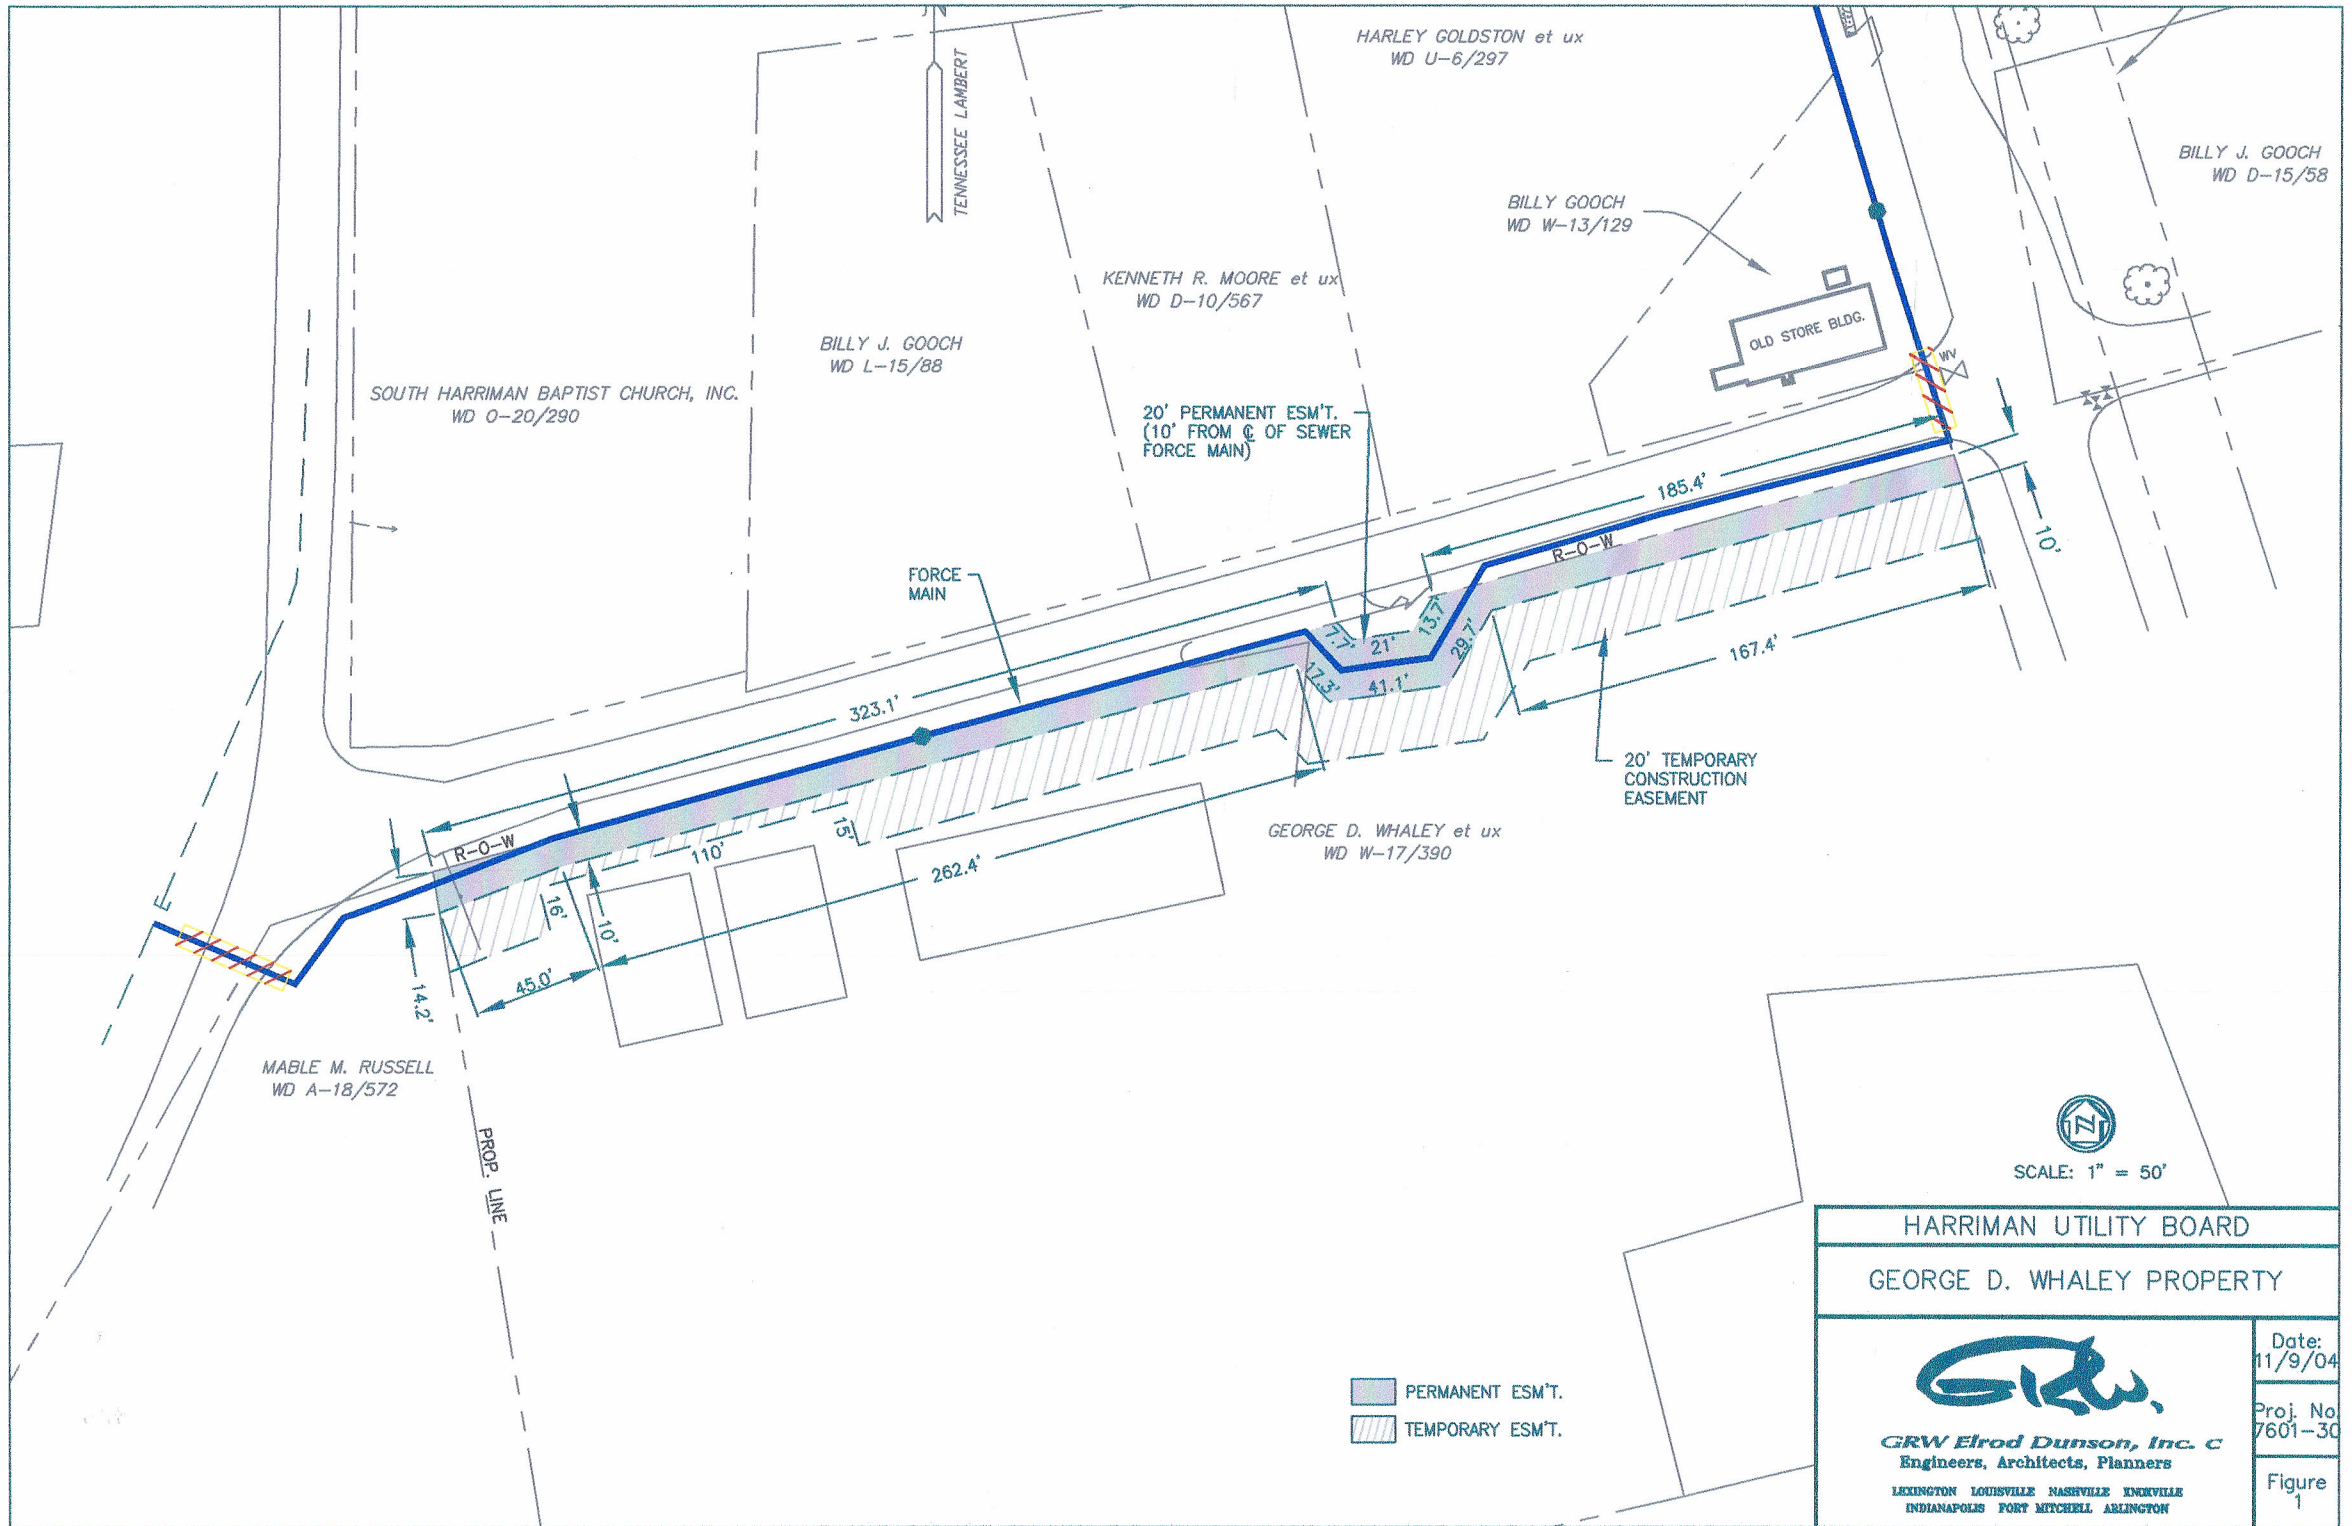 HARLEY GOLDSTON et ux
WD U-6/297
TENNESSEE LAMBERT
BILLY J. GOOCH
WD D-15/58
BILLY GOOCH
WD W-13/129
KENNETH R. MOORE et ux
WD D-10/567
OLD STORE BLDG.
WV
BILLY J. GOOCH
WD L-15/88
SOUTH HARRIMAN BAPTIST CHURCH, INC.
WD O-20/290
20' PERMANENT ESM'T.
(10' FROM ℄ OF SEWER
FORCE MAIN)
185.4'
R-O-W
10'
FORCE
MAIN
7.7'
21'
13.7'
29.7'
17.3'
41.1'
167.4'
323.1'
20' TEMPORARY
CONSTRUCTION
EASEMENT
R-O-W
15'
110'
262.4'
16'
10'
45.0'
14.2'
GEORGE D. WHALEY et ux
WD W-17/390
MABLE M. RUSSELL
WD A-18/572
PROP. LINE
N
SCALE: 1" = 50'
HARRIMAN UTILITY BOARD
GEORGE D. WHALEY PROPERTY
PERMANENT ESM'T.
TEMPORARY ESM'T.
GRW.
GRW Elrod Dunson, Inc. C
Engineers, Architects, Planners
LEXINGTON LOUISVILLE NASHVILLE KNOXVILLE
INDIANAPOLIS FORT MITCHELL ARLINGTON
Date:
11/9/04
Proj. No.
7601-30
Figure
1